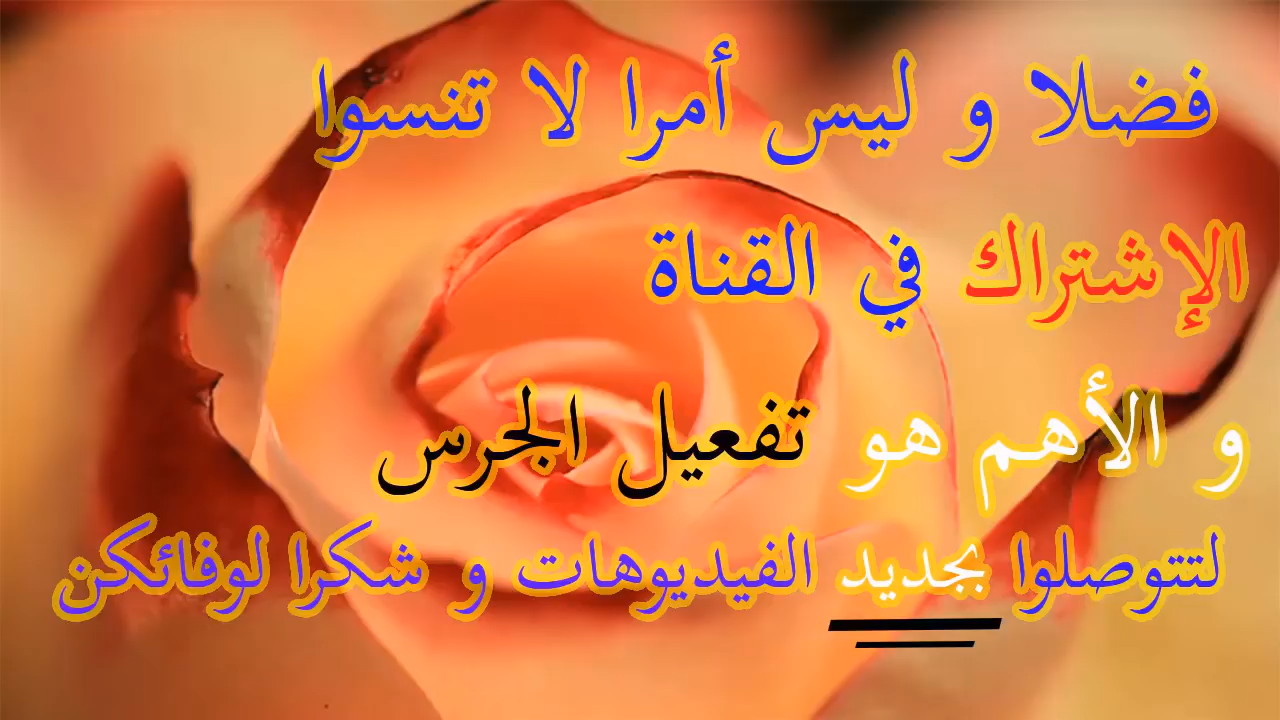 فضلا و ليس أمرا لا تنسوا
الإشتراك في القناة
و الأهم هو تفعيل الجرس
لتتوصلوا بجديد الفيديوهات و شكرا لوفائكن